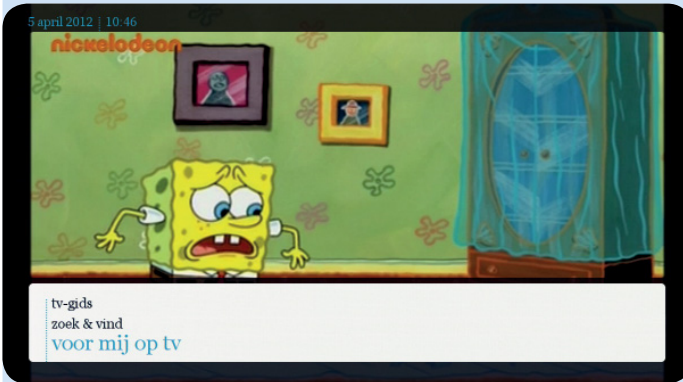 5 april 2012 | 10:46
nickelodeon
tv-gids
zoek & vind
voor mij op tv